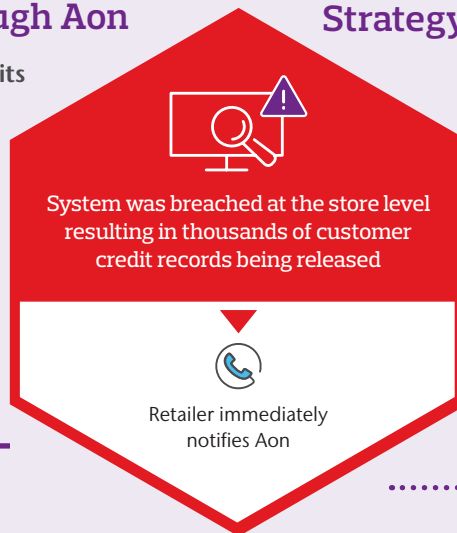 ugh Aon
Strategy
its
System was breached at the store level
resulting in thousands of customer
credit records being released
Retailer immediately
notifies Aon